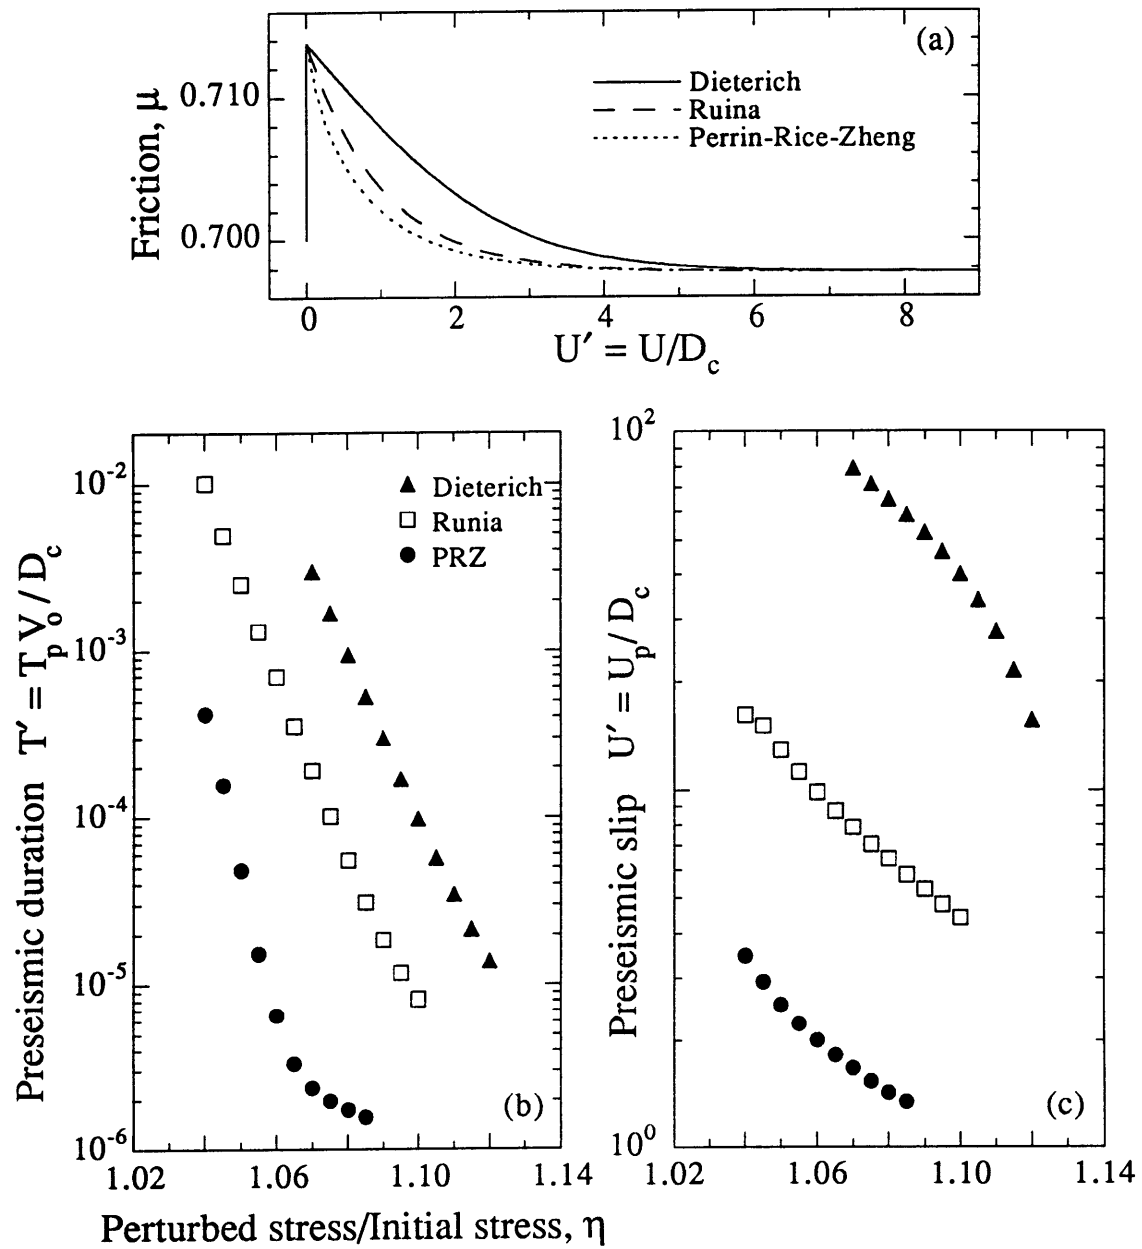 (a)
Friction, μ
0.710
0.700
Dieterich
Ruina
Perrin-Rice-Zheng
0 2 4 6 8
U′ = U/D_c
Preseismic duration T′ = T_p V_o / D_c
10^-2
10^-3
10^-4
10^-5
10^-6
Dieterich
Runia
PRZ
(b)
1.02 1.06 1.10 1.14
Perturbed stress/Initial stress, η
Preseismic slip U′ = U_p / D_c
10^2
10^0
(c)
1.02 1.06 1.10 1.14